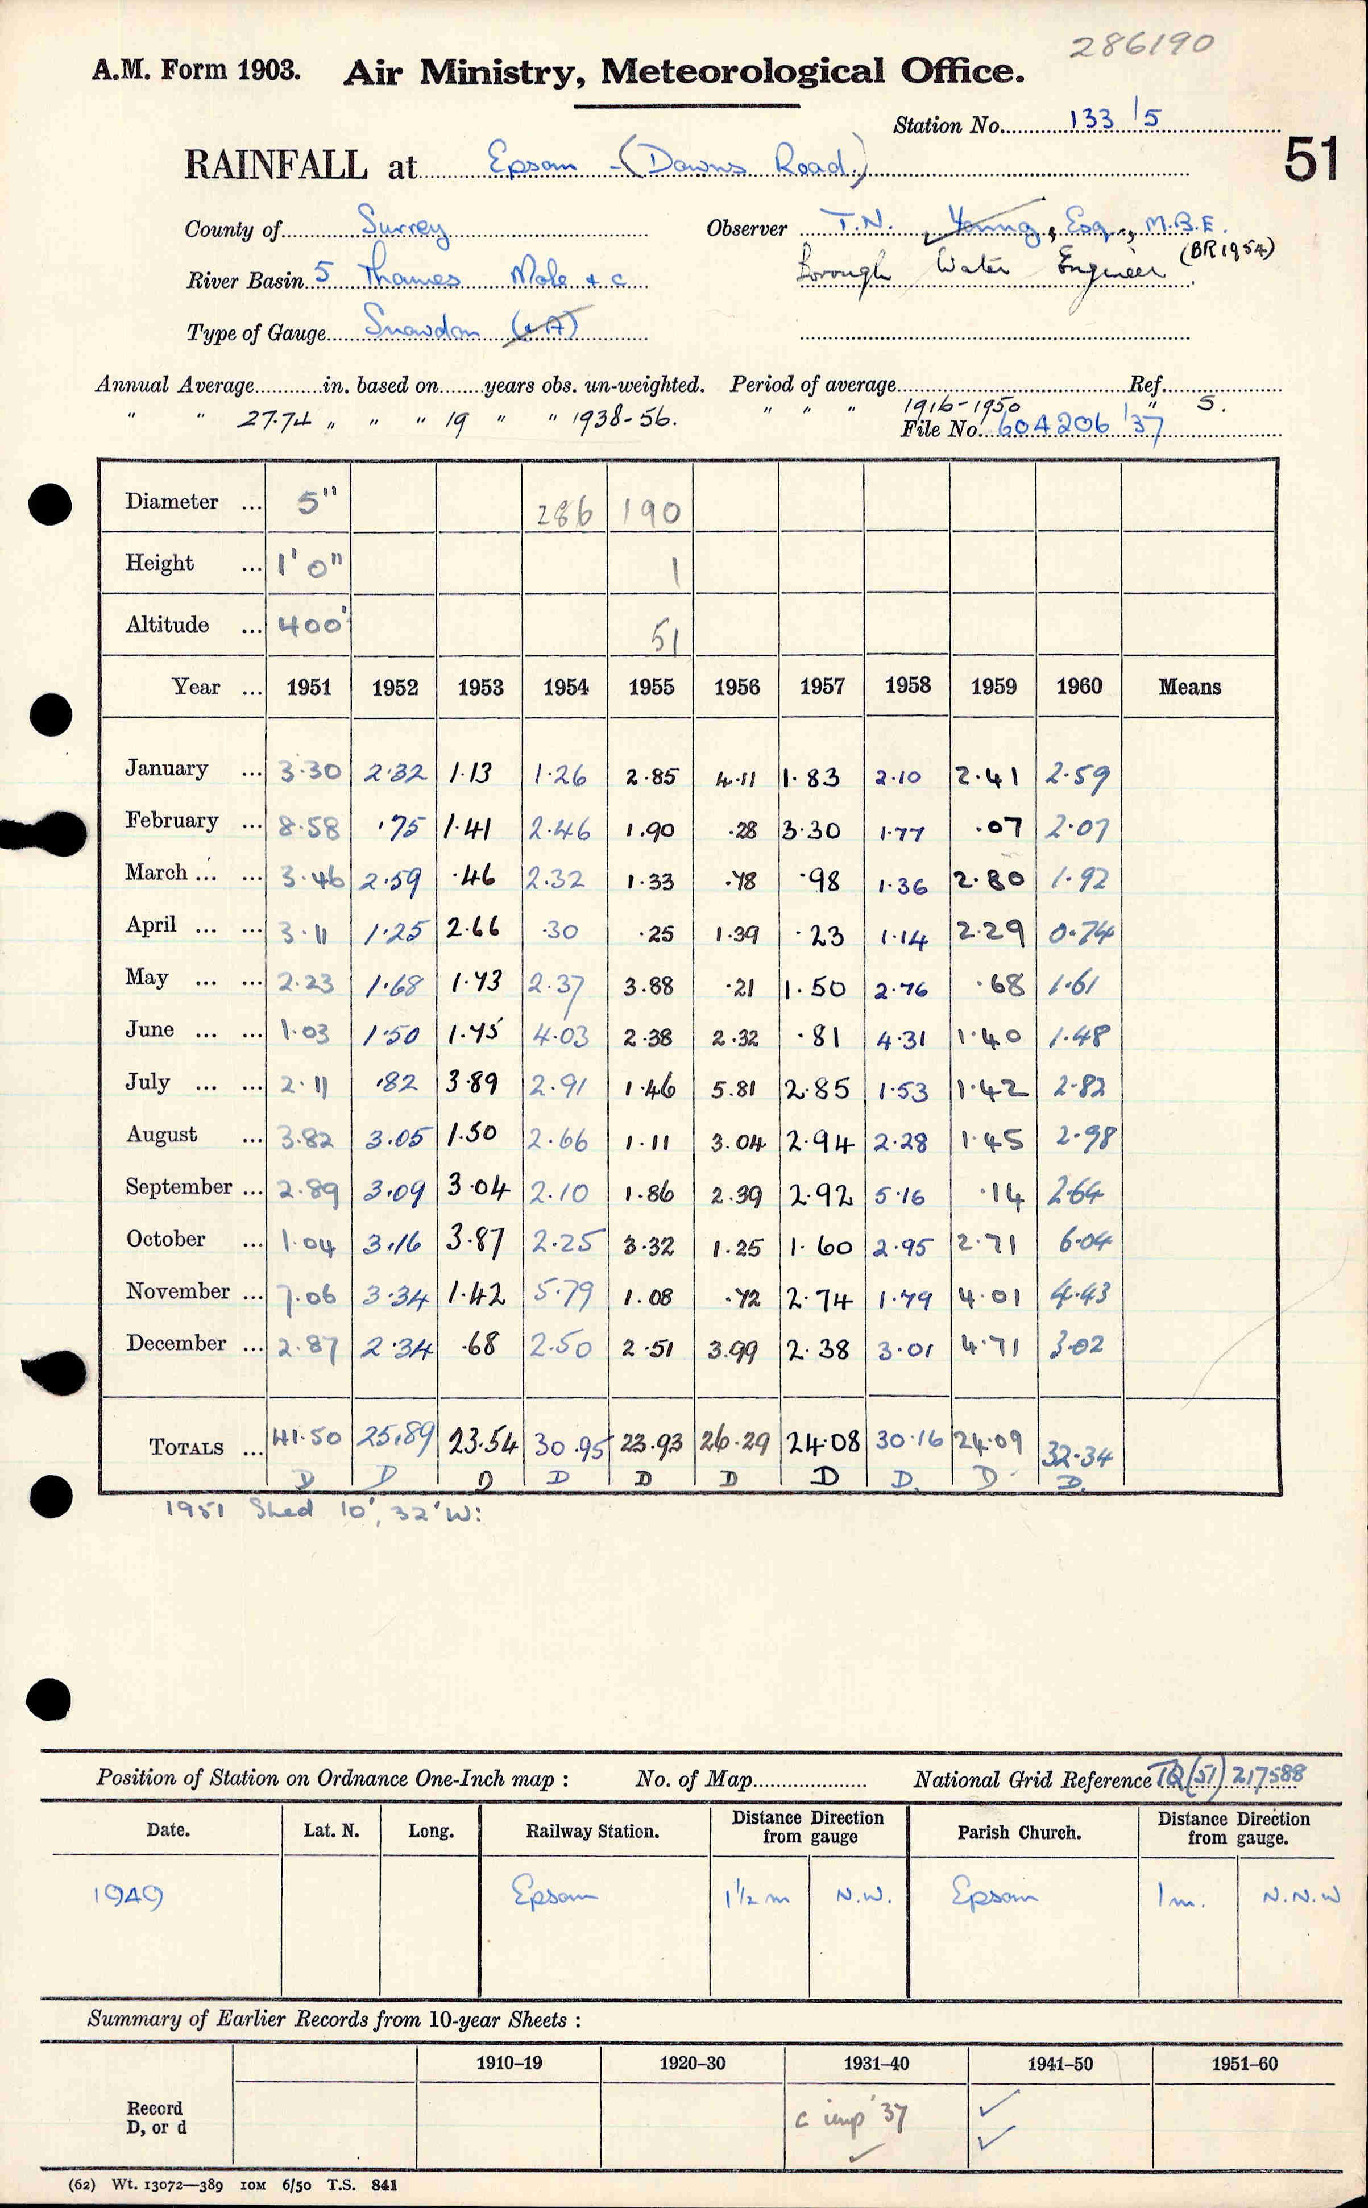 286190
A.M. Form 1903. Air Ministry, Meteorological Office.
Station No. 133/5
51
RAINFALL at Epsom - (Downs Road.)
County of Surrey Observer T.N. Young, Esq., M.B.E.
River Basin 5 Thames Mole & c Borough Water Engineer (BR 1954)
Type of Gauge Snowdon (+A)
Annual Average in. based on years obs. un-weighted. Period of average Ref.
" " 27.74 " " " 19 " " 1938-56. " " " 1916-1950 " S.
File No. 604206/37
Diameter ... 5" 286 190
Height ... 1' 0" 1
Altitude ... 400' 51
Year ... 1951 1952 1953 1954 1955 1956 1957 1958 1959 1960 Means
January ... 3.30 2.32 1.13 1.26 2.85 4.11 1.83 2.10 2.41 2.59
February ... 8.58 .75 1.41 2.46 1.90 .28 3.30 1.77 .07 2.07
March ... ... 3.46 2.59 .46 2.32 1.33 .78 .98 1.36 2.80 1.92
April ... ... 3.11 1.25 2.66 .30 .25 1.39 .23 1.14 2.29 0.74
May ... ... 2.23 1.68 1.73 2.37 3.88 .21 1.50 2.76 .68 1.61
June ... ... 1.03 1.50 1.75 4.03 2.38 2.32 .81 4.31 1.40 1.48
July ... ... 2.11 .82 3.89 2.91 1.46 5.81 2.85 1.53 1.42 2.82
August ... 3.82 3.05 1.50 2.66 1.11 3.04 2.94 2.28 1.45 2.98
September ... 2.89 3.09 3.04 2.10 1.86 2.39 2.92 5.16 .14 2.64
October ... 1.04 3.16 3.87 2.25 3.32 1.25 1.60 2.95 2.71 6.04
November ... 7.06 3.34 1.42 5.79 1.08 .72 2.74 1.79 4.01 4.43
December ... 2.87 2.34 .68 2.50 2.51 3.99 2.38 3.01 4.71 3.02
TOTALS ... 41.50 25.89 23.54 30.95 23.93 26.29 24.08 30.16 24.09 32.34
D D D D D D D D. D. D.
1951 Shed 10', 32' W:
Position of Station on Ordnance One-Inch map : No. of Map National Grid Reference TQ(51) 217588
Date. Lat. N. Long. Railway Station. Distance Direction from gauge Parish Church. Distance Direction from gauge.
1949 Epsom 1½ m N.W. Epsom 1m. N.N.W
Summary of Earlier Records from 10-year Sheets :
1910–19 1920–30 1931–40 1941–50 1951–60
Record
D, or d c imp '37 ✓ ✓ ✓
(62) Wt. 13072—389 10M 6/50 T.S. 841